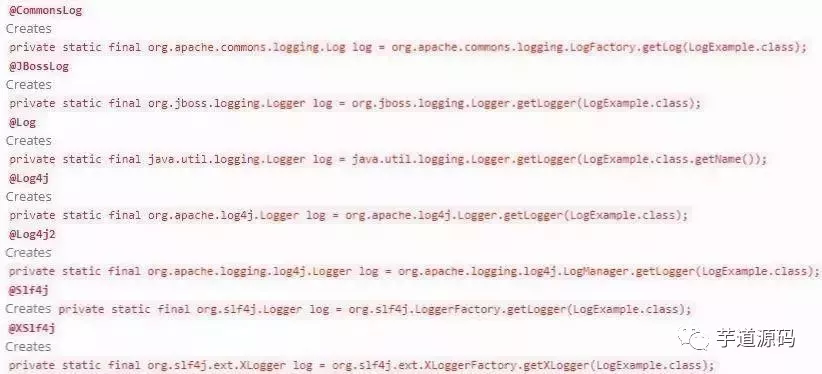 @CommonsLog
Creates
private static final org.apache.commons.logging.Log log = org.apache.commons.logging.LogFactory.getLog(LogExample.class);
@JBossLog
Creates
private static final org.jboss.logging.Logger log = org.jboss.logging.Logger.getLogger(LogExample.class);
@Log
Creates
private static final java.util.logging.Logger log = java.util.logging.Logger.getLogger(LogExample.class.getName());
@Log4j
Creates
private static final org.apache.log4j.Logger log = org.apache.log4j.Logger.getLogger(LogExample.class);
@Log4j2
Creates
private static final org.apache.logging.log4j.Logger log = org.apache.logging.log4j.LogManager.getLogger(LogExample.class);
@Slf4j
Creates private static final org.slf4j.Logger log = org.slf4j.LoggerFactory.getLogger(LogExample.class);
@XSlf4j
Creates
private static final org.slf4j.ext.XLogger log = org.slf4j.ext.XLoggerFactory.getXLogger(LogExample.class);
芋道源码